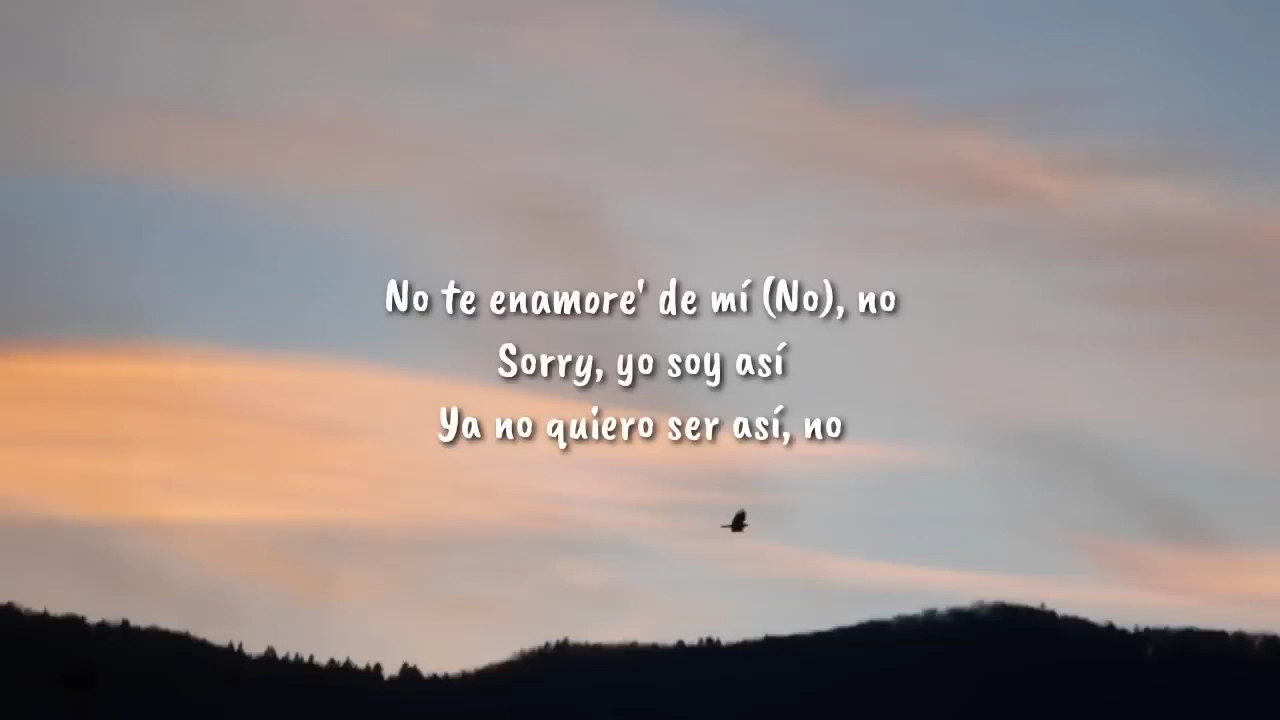 No te enamore' de mí (No), no
Sorry, yo soy así
Ya no quiero ser así, no